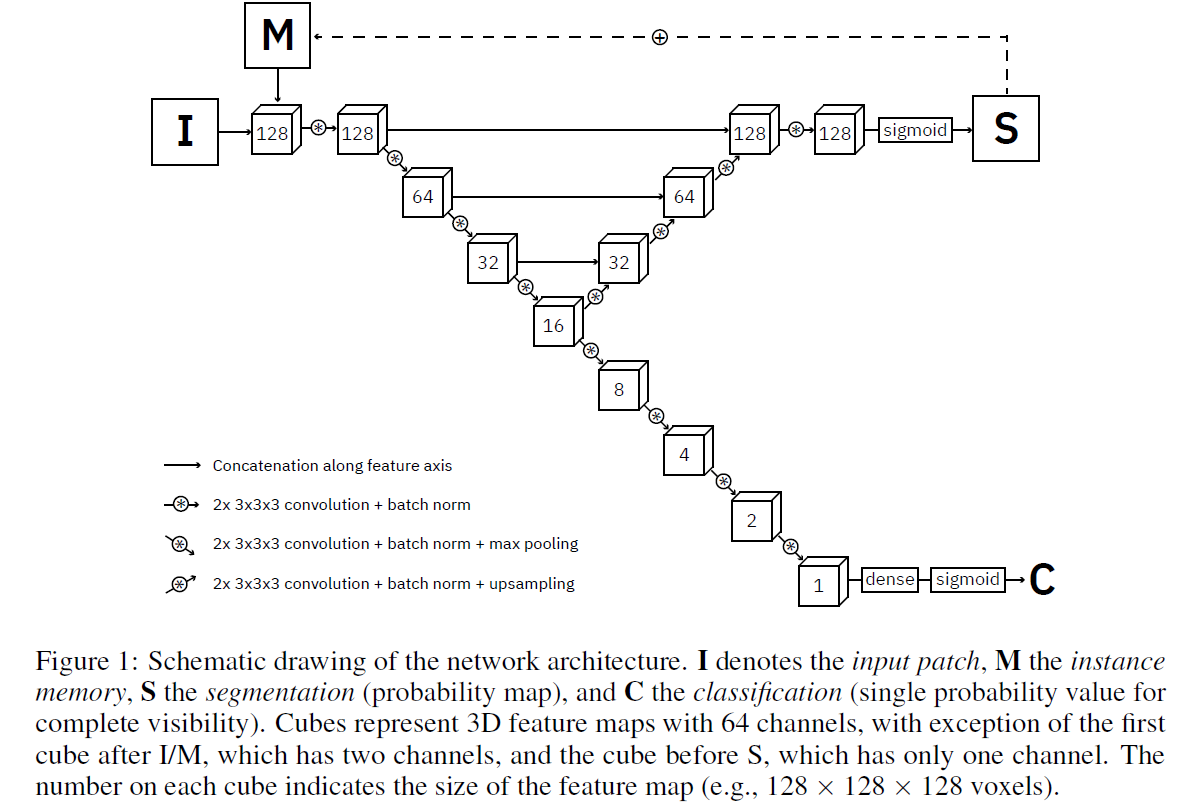 M
I
128
128
128
128
sigmoid
S
64
64
32
32
16
8
4
2
1
dense
sigmoid
C
Concatenation along feature axis
2x 3x3x3 convolution + batch norm
2x 3x3x3 convolution + batch norm + max pooling
2x 3x3x3 convolution + batch norm + upsampling
Figure 1: Schematic drawing of the network architecture. I denotes the input patch, M the instance
memory, S the segmentation (probability map), and C the classification (single probability value for
complete visibility). Cubes represent 3D feature maps with 64 channels, with exception of the first
cube after I/M, which has two channels, and the cube before S, which has only one channel. The
number on each cube indicates the size of the feature map (e.g., 128 × 128 × 128 voxels).